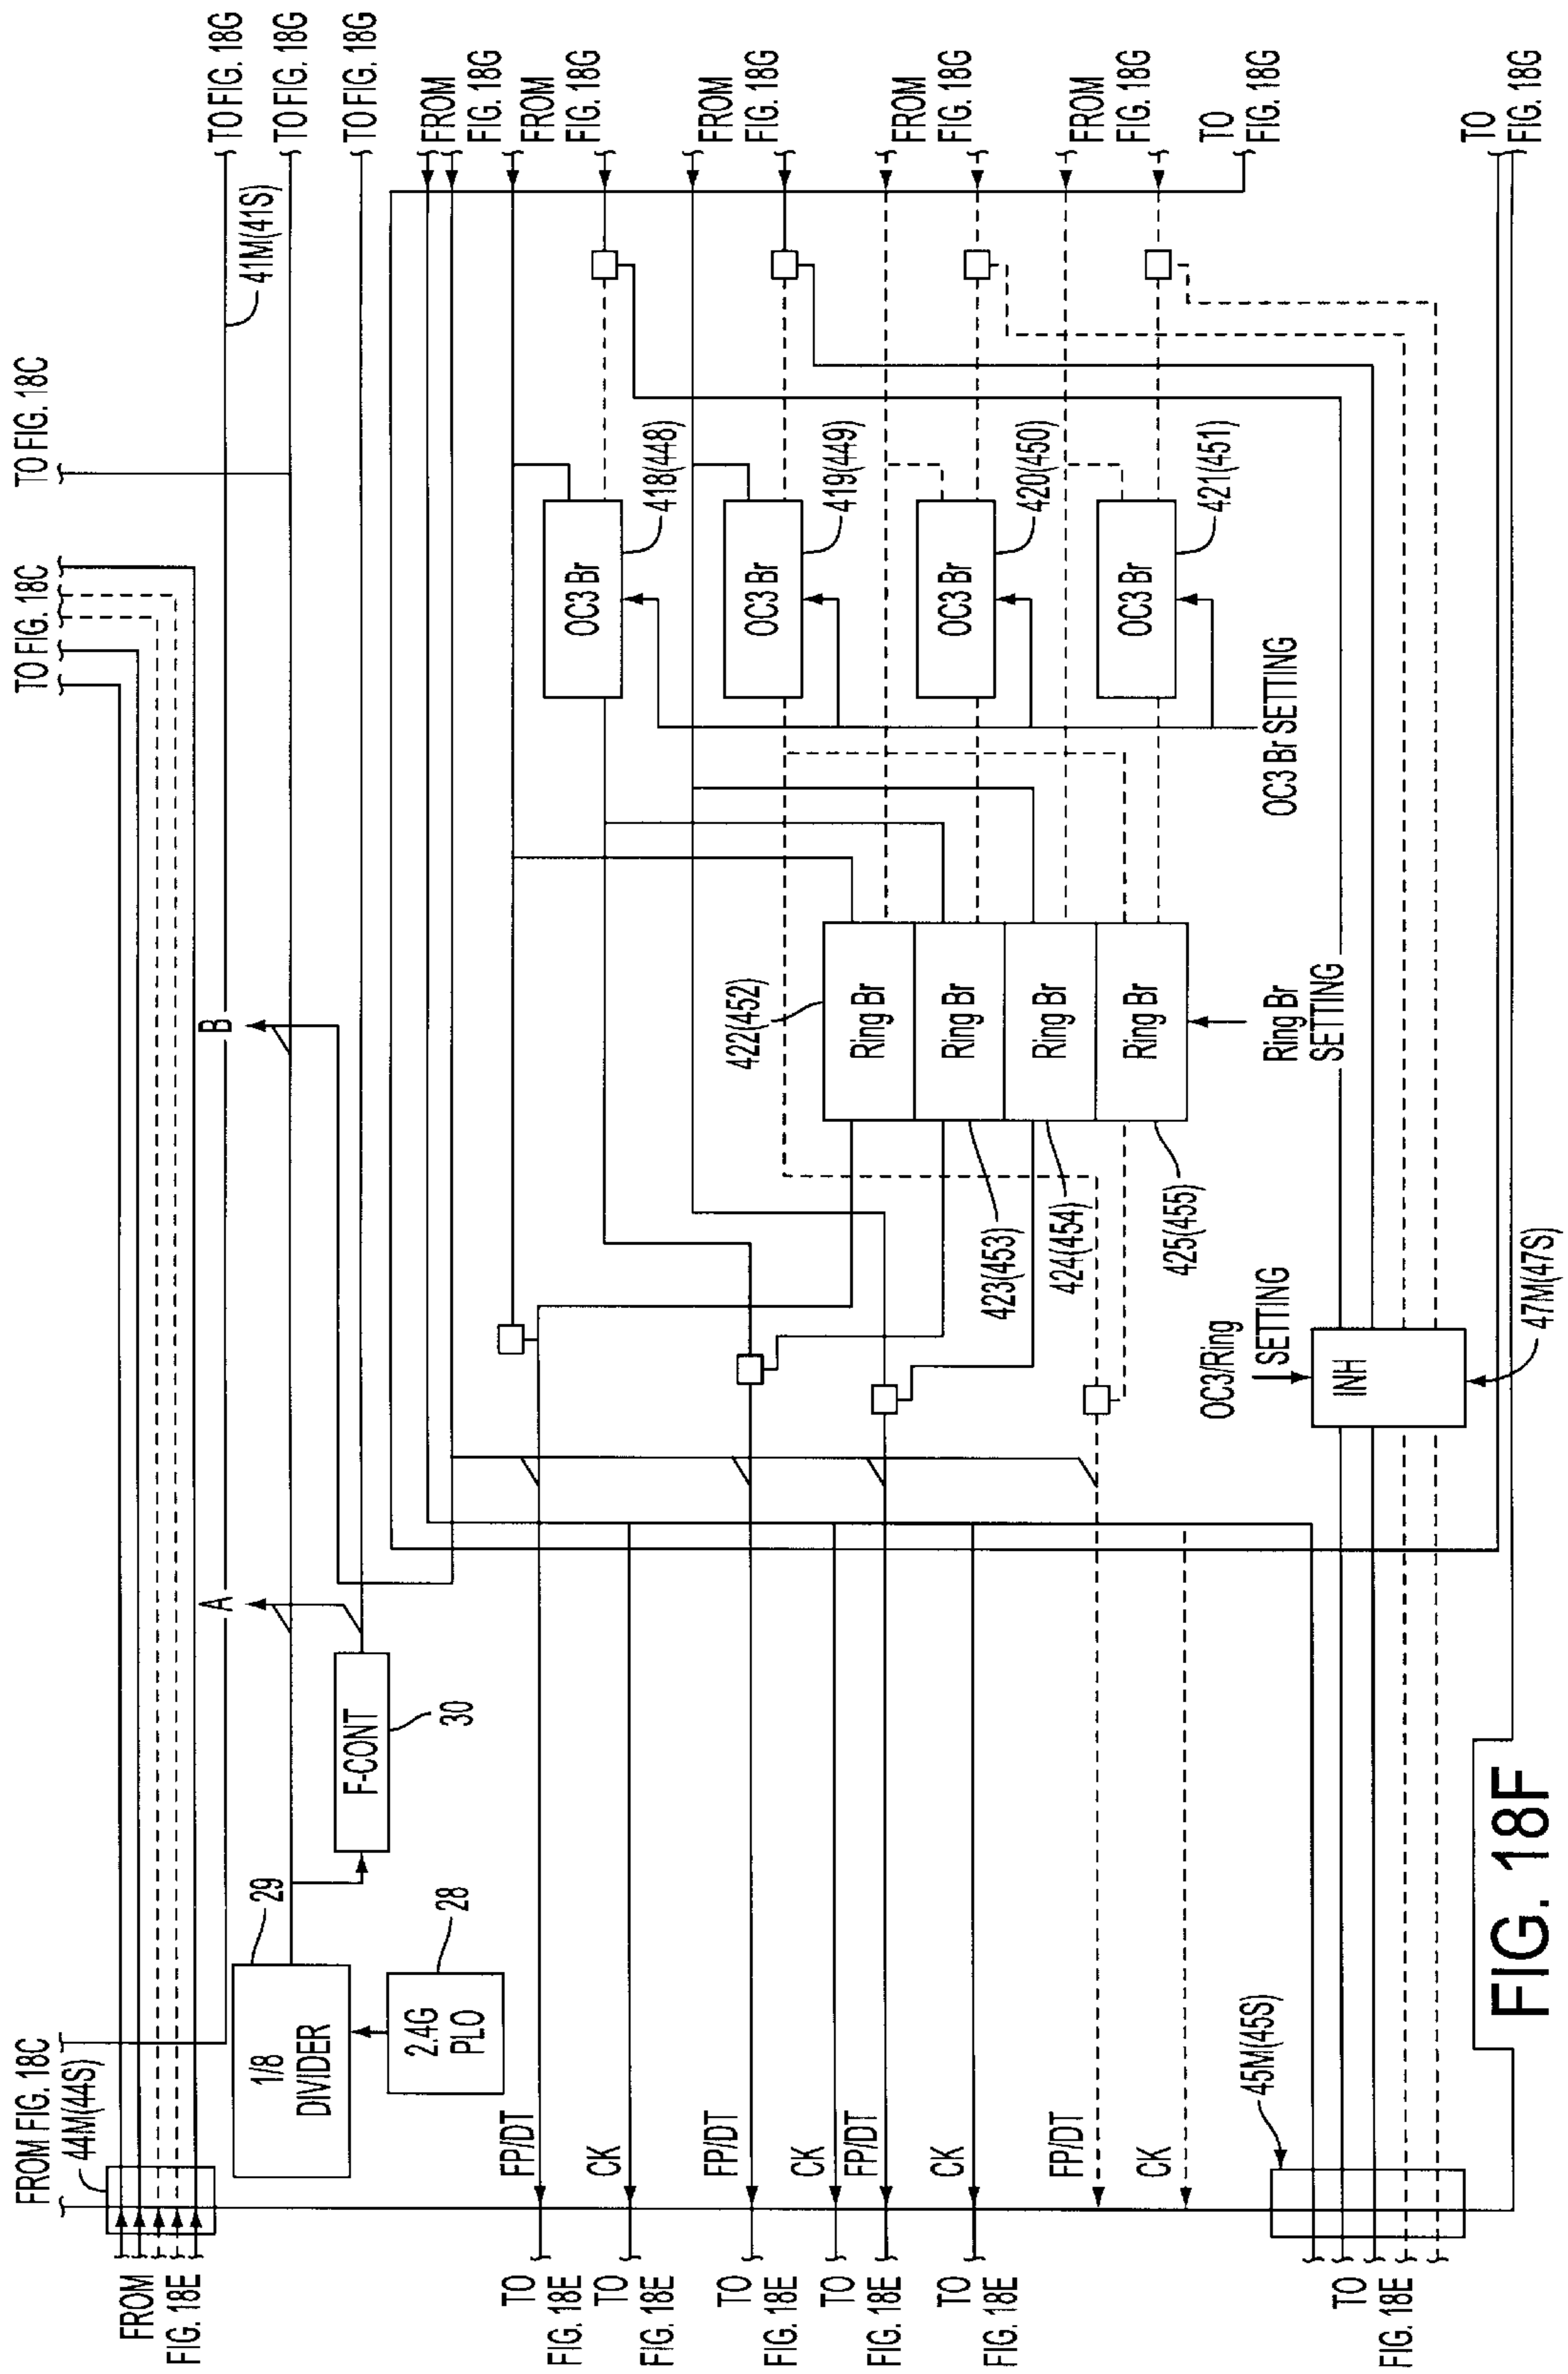 FROM FIG. 18C
44M(44S)
TO FIG. 18C
TO FIG. 18C
FROM
FIG. 18E
1/8
DIVIDER
29
2.4G
PLO
28
F-CONT
30
A
B
41M(41S)
TO FIG. 18G
TO FIG. 18G
TO FIG. 18G
FROM
FIG. 18G
FROM
FIG. 18G
FROM
FIG. 18G
FROM
FIG. 18G
FROM
FIG. 18G
TO
FIG. 18G
TO
FIG. 18G
TO
FIG. 18E
FP/DT
TO
FIG. 18E
CK
TO
FIG. 18E
FP/DT
TO
FIG. 18E
CK
FP/DT
TO
FIG. 18E
CK
FP/DT
CK
OC3 Br
418(448)
OC3 Br
419(449)
OC3 Br
420(450)
OC3 Br
421(451)
OC3 Br SETTING
422(452)
Ring Br
Ring Br
Ring Br
Ring Br
423(453)
424(454)
425(455)
Ring Br
SETTING
OC3/Ring
SETTING
INH
47M(47S)
45M(45S)
TO
FIG. 18E
FIG. 18F